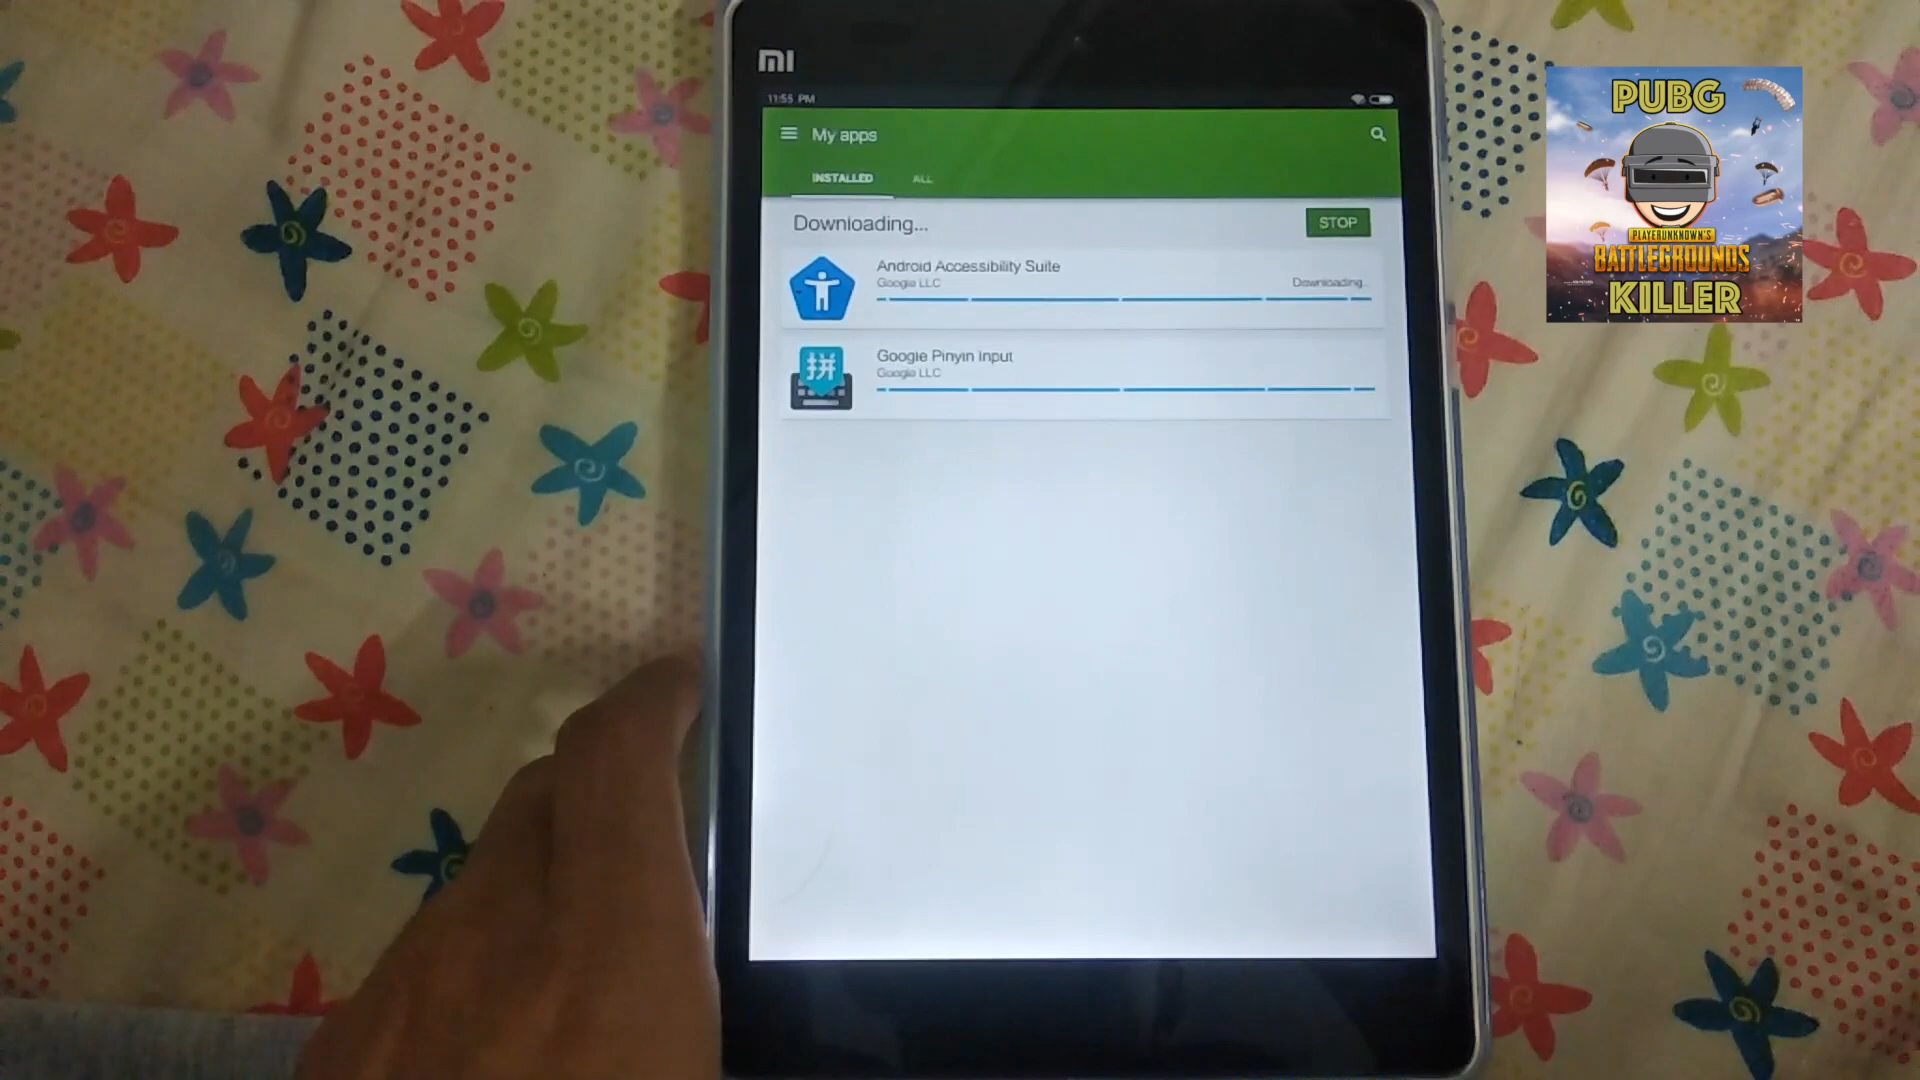 mi
11:55 PM
My apps
INSTALLED
ALL
Downloading...
STOP
Android Accessibility Suite
Google LLC
Downloading...
拼
Google Pinyin Input
Google LLC
PUBG
PLAYERUNKNOWN'S
BATTLEGROUNDS
KILLER